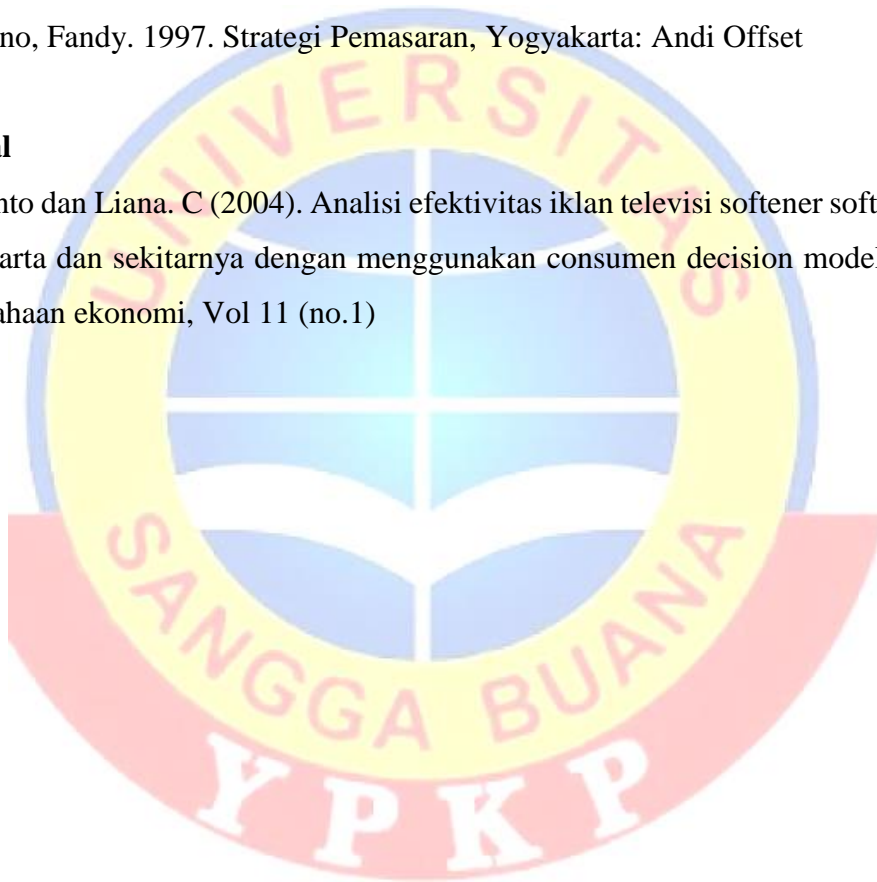 no, Fandy. 1997. Strategi Pemasaran, Yogyakarta: Andi Offset
al
nto dan Liana. C (2004). Analisi efektivitas iklan televisi softener soft
arta dan sekitarnya dengan menggunakan consumen decision model
ahaan ekonomi, Vol 11 (no.1)
UNIVERSITAS
SANGGA BUANA
YPKP